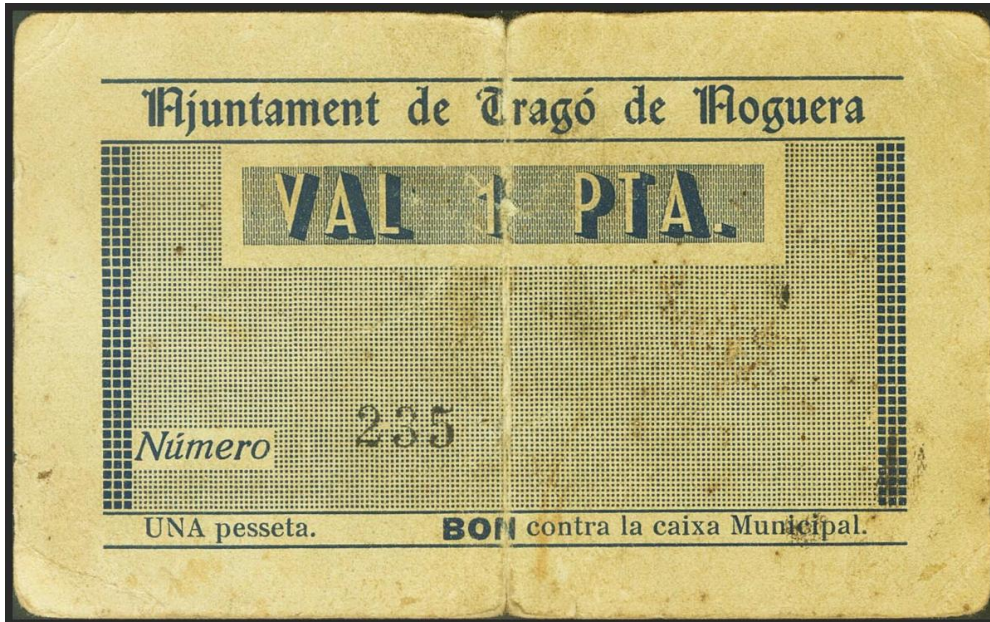 Ajuntament de Tragó de Noguera
VAL 1 PTA.
Número 235
UNA pesseta. BON contra la caixa Municipal.